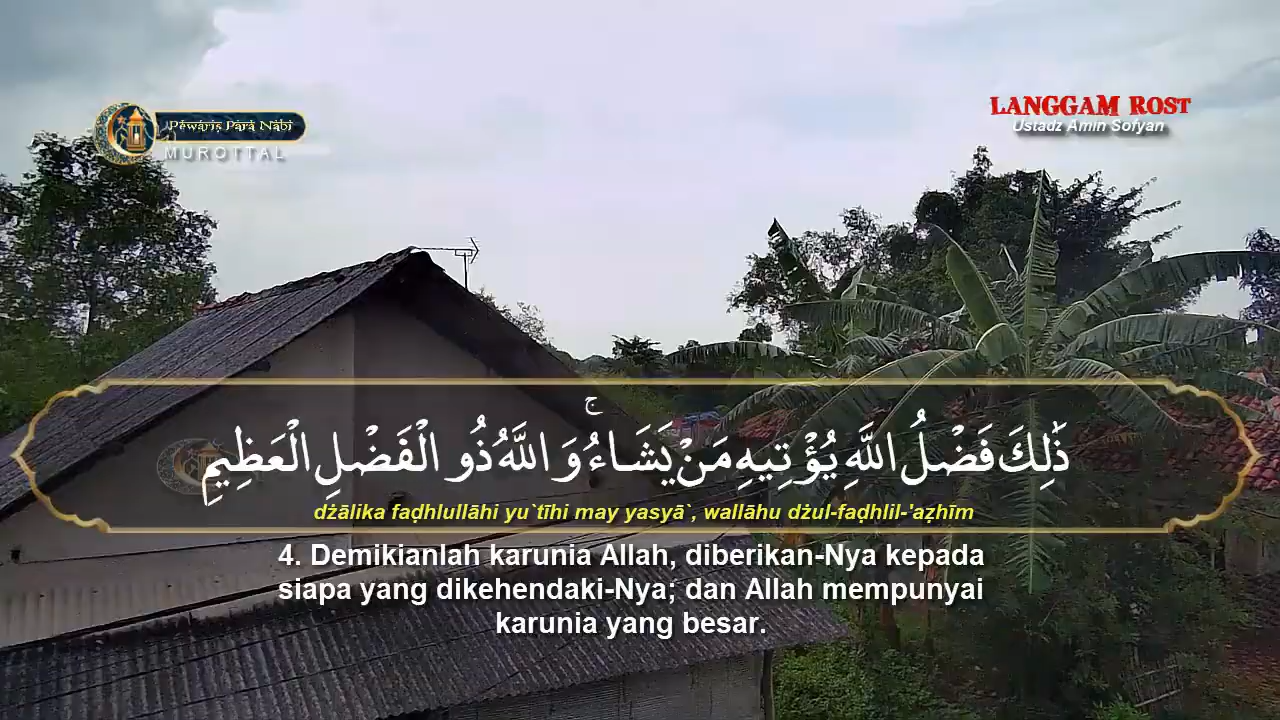 Pewaris Para Nabi
MUROTTAL
LANGGAM ROST
Ustadz Amin Sofyan
ذَٰلِكَ فَضْلُ اللَّهِ يُؤْتِيهِ مَنْ يَشَاءُ ۚ وَاللَّهُ ذُو الْفَضْلِ الْعَظِيمِ
dżālika faḍhlullāhi yu`tīhi may yasyā`, wallāhu dżul-faḍhlil-'aẓhīm
4. Demikianlah karunia Allah, diberikan-Nya kepada
siapa yang dikehendaki-Nya; dan Allah mempunyai
karunia yang besar.